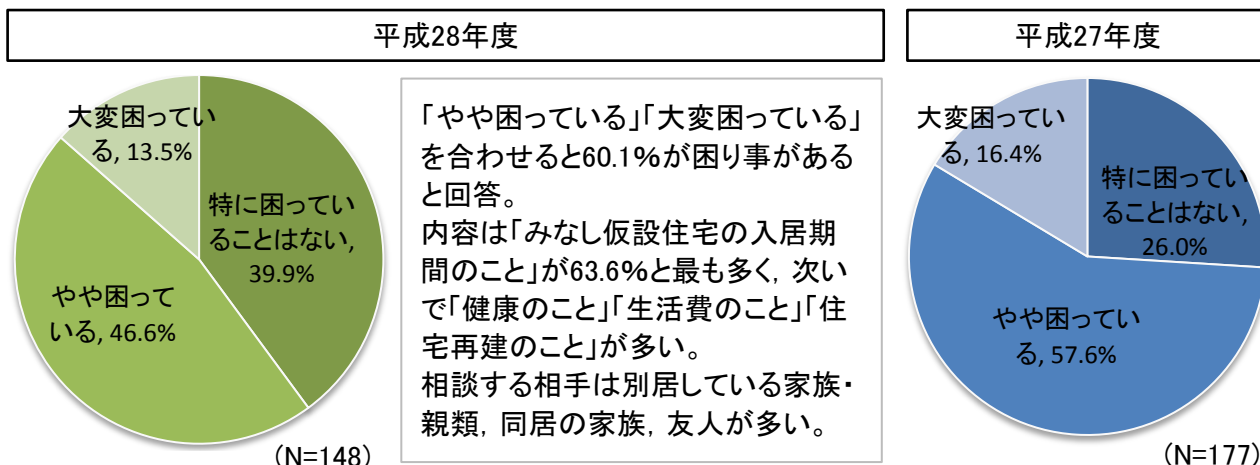 平成28年度
大変困ってい
る, 13.5%
特に困ってい
ることはない,
39.9%
やや困って
いる, 46.6%
(N=148)
「やや困っている」「大変困っている」
を合わせると60.1%が困り事がある
と回答。
内容は「みなし仮設住宅の入居期
間のこと」が63.6%と最も多く, 次い
で「健康のこと」「生活費のこと」「住
宅再建のこと」が多い。
相談する相手は別居している家族・
親類, 同居の家族, 友人が多い。
平成27年度
大変困ってい
る, 16.4%
特に困ってい
ることはない,
26.0%
やや困ってい
る, 57.6%
(N=177)